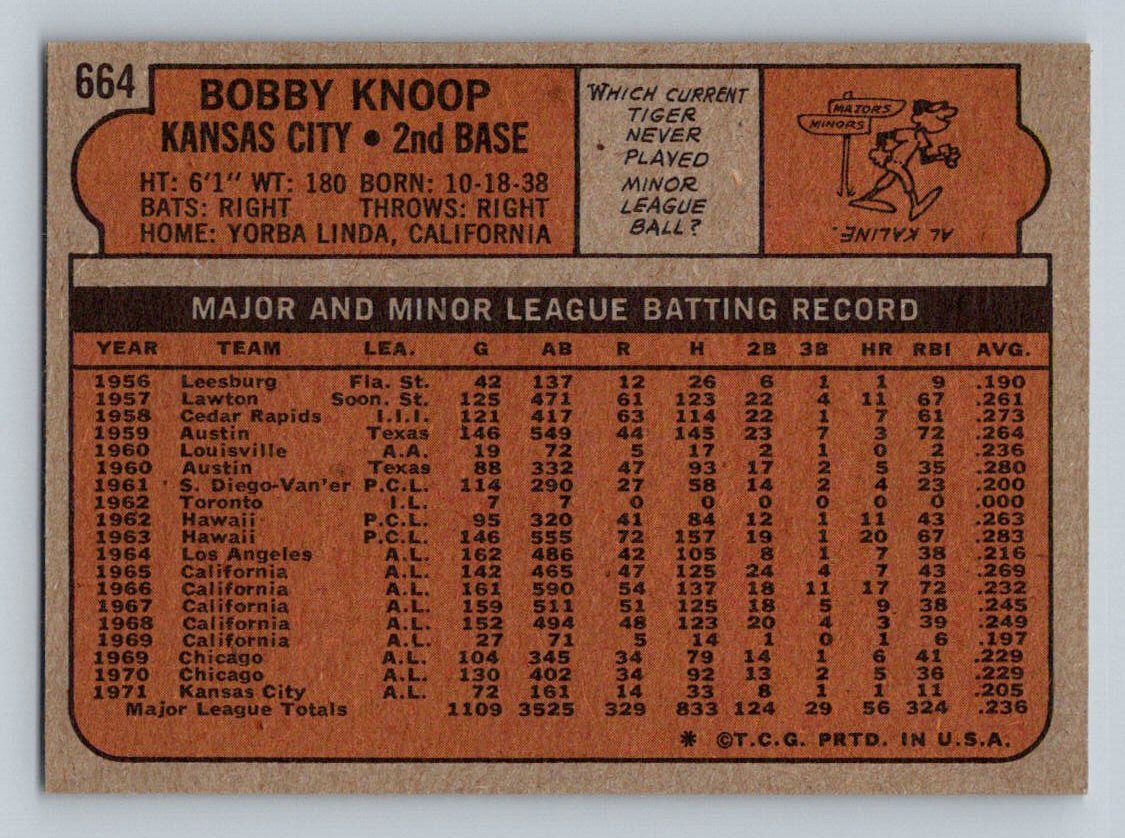 664
BOBBY KNOOP
KANSAS CITY • 2nd BASE
HT: 6'1" WT: 180 BORN: 10-18-38
BATS: RIGHT THROWS: RIGHT
HOME: YORBA LINDA, CALIFORNIA
WHICH CURRENT
TIGER
NEVER
PLAYED
MINOR
LEAGUE
BALL?
MAJORS
MINORS
AL KALINE.
MAJOR AND MINOR LEAGUE BATTING RECORD
YEAR TEAM LEA. G AB R H 2B 3B HR RBI AVG.
1956 Leesburg Fla. St. 42 137 12 26 6 1 1 9 .190
1957 Lawton Soon. St. 125 471 61 123 22 4 11 67 .261
1958 Cedar Rapids I.I.I. 121 417 63 114 22 1 7 61 .273
1959 Austin Texas 146 549 44 145 23 7 3 72 .264
1960 Louisville A.A. 19 72 5 17 2 1 0 2 .236
1960 Austin Texas 88 332 47 93 17 2 5 35 .280
1961 S. Diego-Van'er P.C.L. 114 290 27 58 14 2 4 23 .200
1962 Toronto I.L. 7 7 0 0 0 0 0 0 .000
1962 Hawaii P.C.L. 95 320 41 84 12 1 11 43 .263
1963 Hawaii P.C.L. 146 555 72 157 19 1 20 67 .283
1964 Los Angeles A.L. 162 486 42 105 8 1 7 38 .216
1965 California A.L. 142 465 47 125 24 4 7 43 .269
1966 California A.L. 161 590 54 137 18 11 17 72 .232
1967 California A.L. 159 511 51 125 18 5 9 38 .245
1968 California A.L. 152 494 48 123 20 4 3 39 .249
1969 California A.L. 27 71 5 14 1 0 1 6 .197
1969 Chicago A.L. 104 345 34 79 14 1 6 41 .229
1970 Chicago A.L. 130 402 34 92 13 2 5 36 .229
1971 Kansas City A.L. 72 161 14 33 8 1 1 11 .205
Major League Totals 1109 3525 329 833 124 29 56 324 .236
* ©T.C.G. PRTD. IN U.S.A.